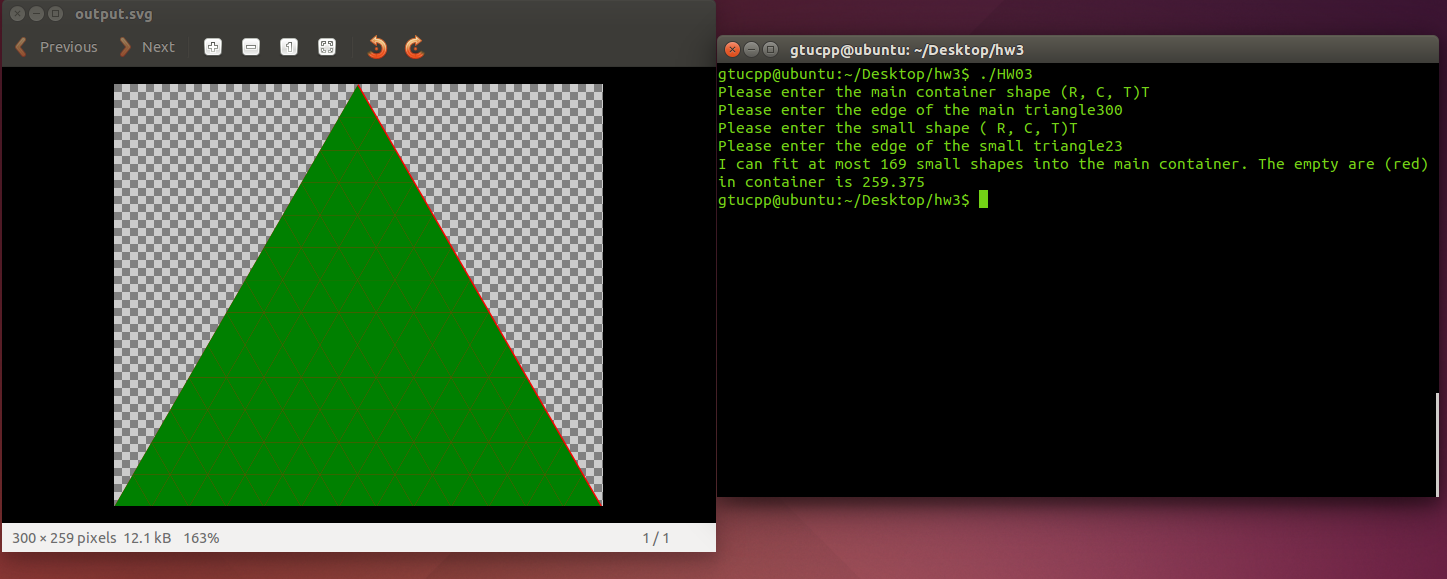 output.svg
Previous Next
300 × 259 pixels 12.1 kB 163% 1 / 1
gtucpp@ubuntu: ~/Desktop/hw3
gtucpp@ubuntu:~/Desktop/hw3$ ./HW03
Please enter the main container shape (R, C, T)T
Please enter the edge of the main triangle300
Please enter the small shape ( R, C, T)T
Please enter the edge of the small triangle23
I can fit at most 169 small shapes into the main container. The empty are (red)
in container is 259.375
gtucpp@ubuntu:~/Desktop/hw3$